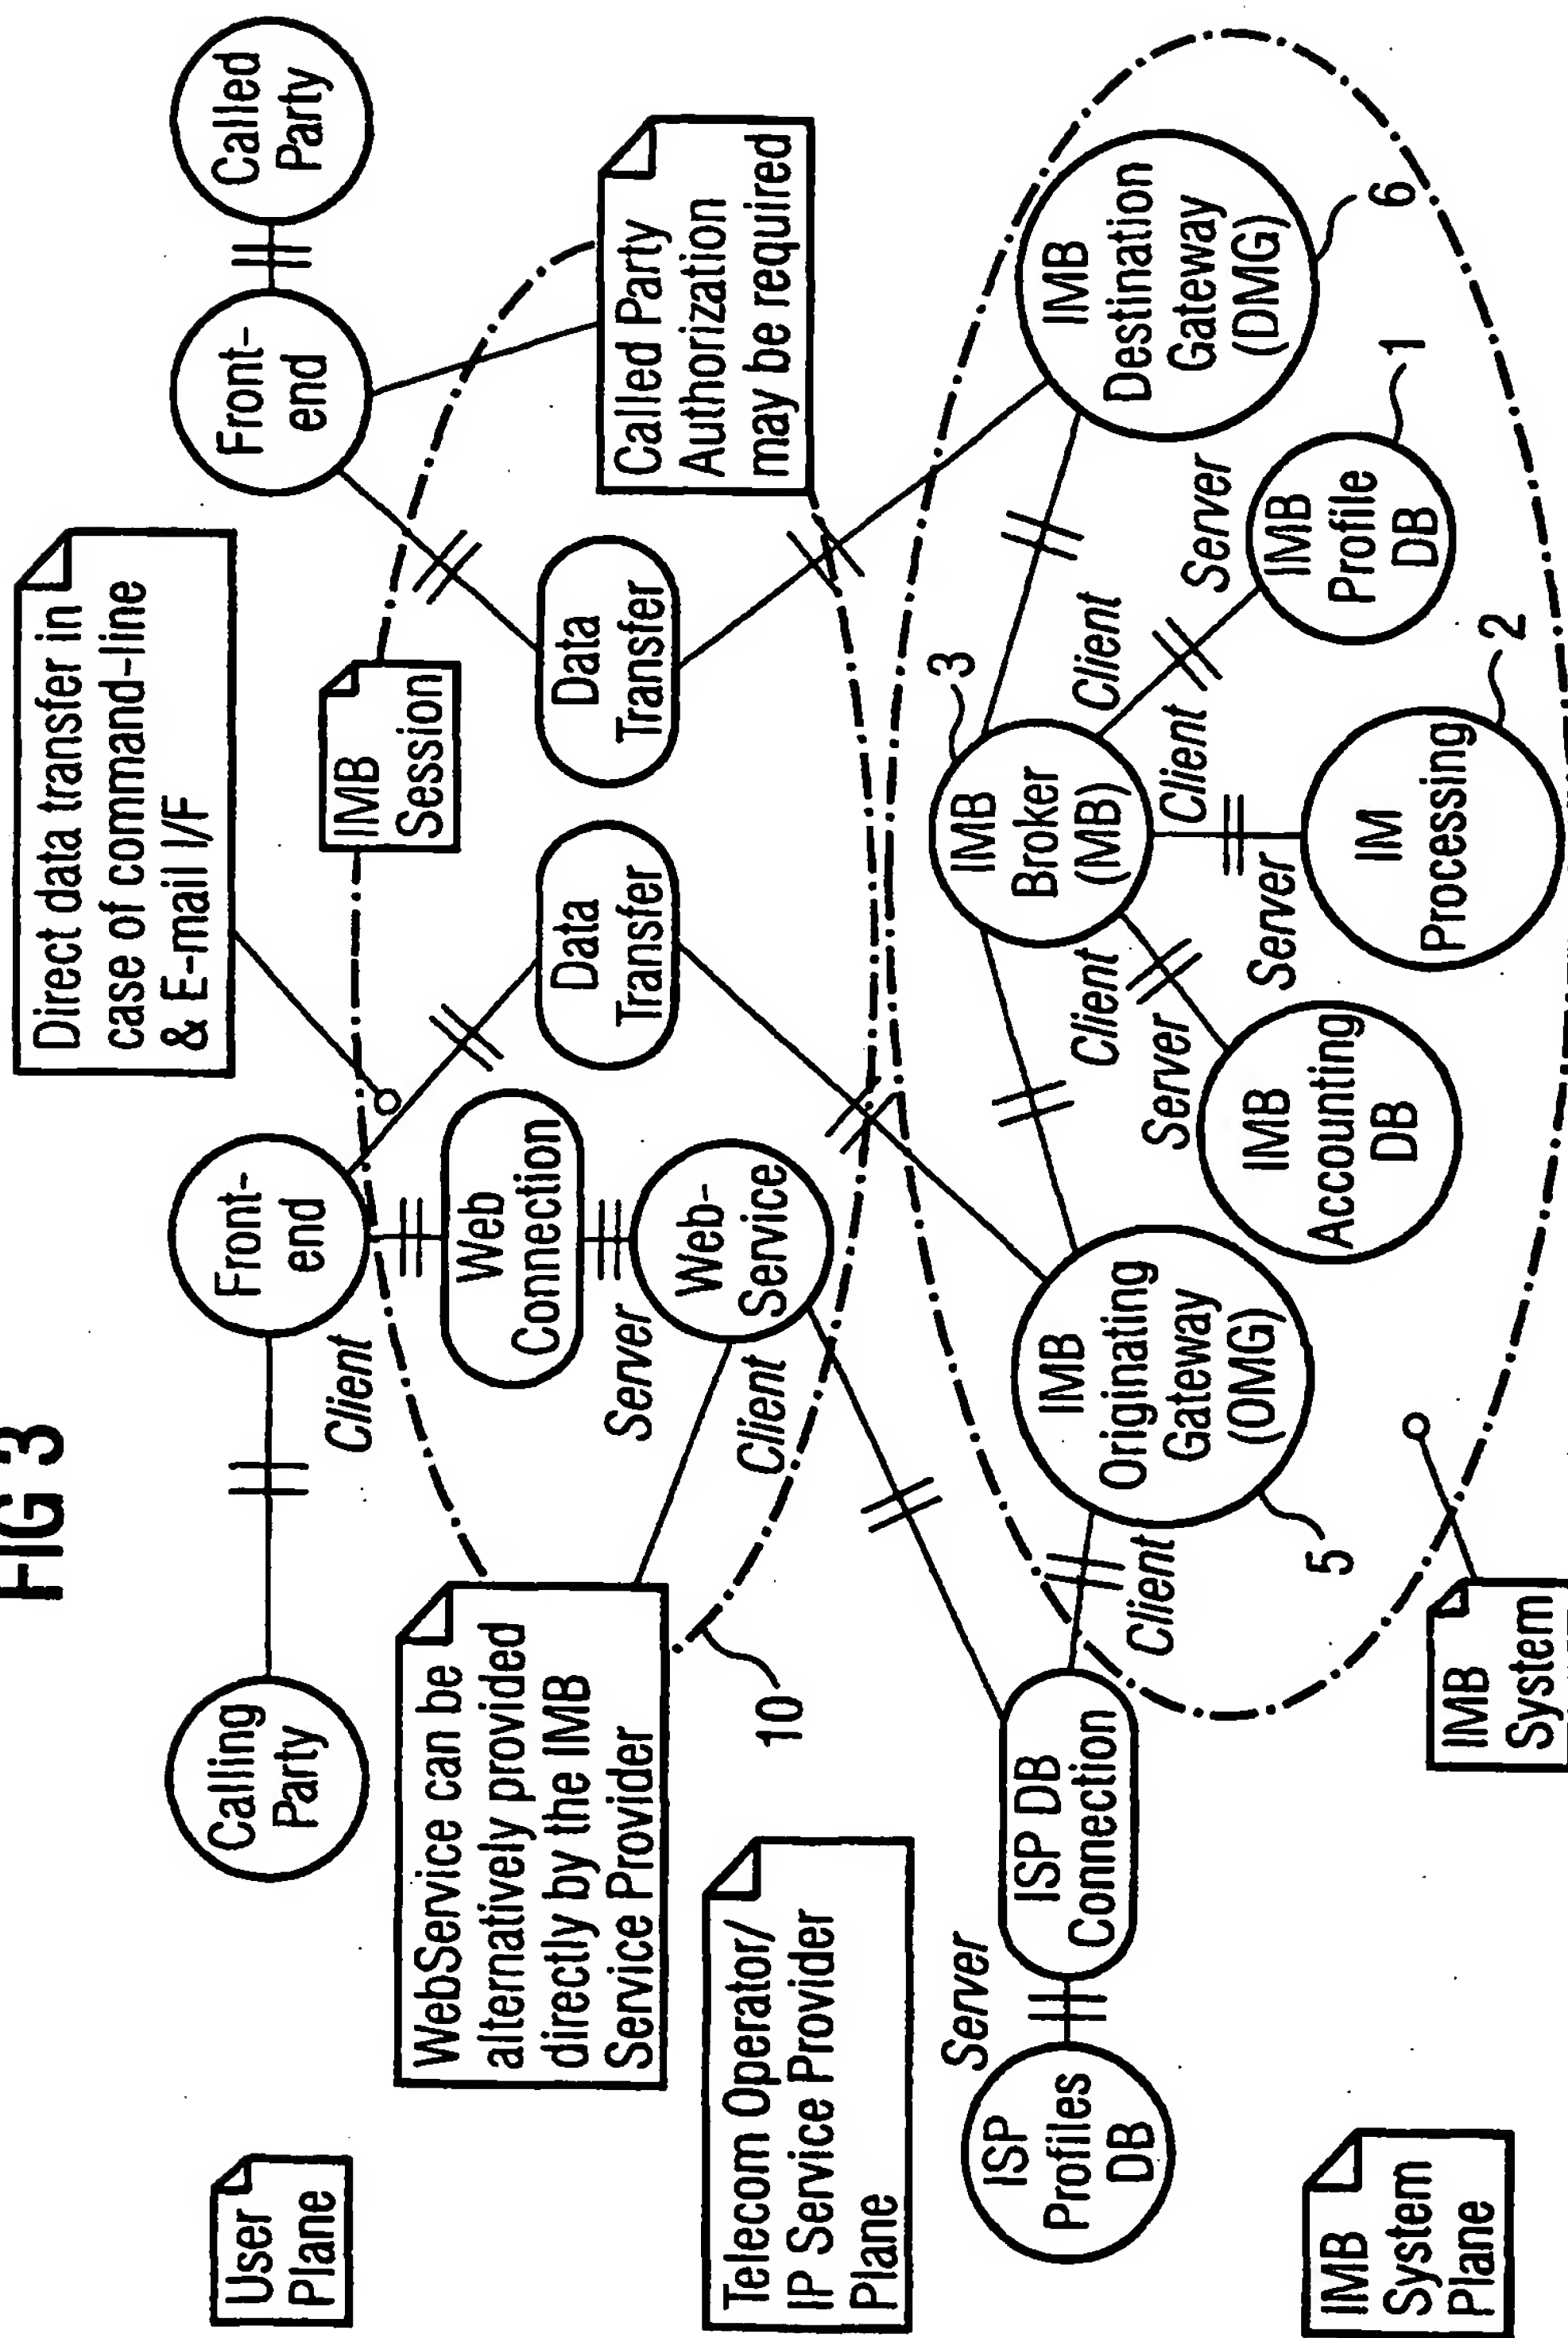 FIG 3
User
Plane
Calling
Party
Front-
end
Client
Direct data transfer in
case of command-line
& E-mail I/F
Front-
end
Called
Party
WebService can be
alternatively provided
directly by the IMB
Service Provider
Web
Connection
IMB
Session
Server
Data
Transfer
Data
Transfer
Called Party
Authorization
may be required
Web-
Service
Client
10
Telecom Operator/
IP Service Provider
Plane
Server
ISP
Profiles
DB
ISP DB
Connection
Client
IMB
Originating
Gateway
(OMG)
5
3
IMB
Broker
(MB)
Client
Server
Client
Server
Client
Server
IMB
Destination
Gateway
(DMG)
6
IMB
Accounting
DB
IM
Processing
2
IMB
Profile
DB
1
IMB
System
Plane
IMB
System